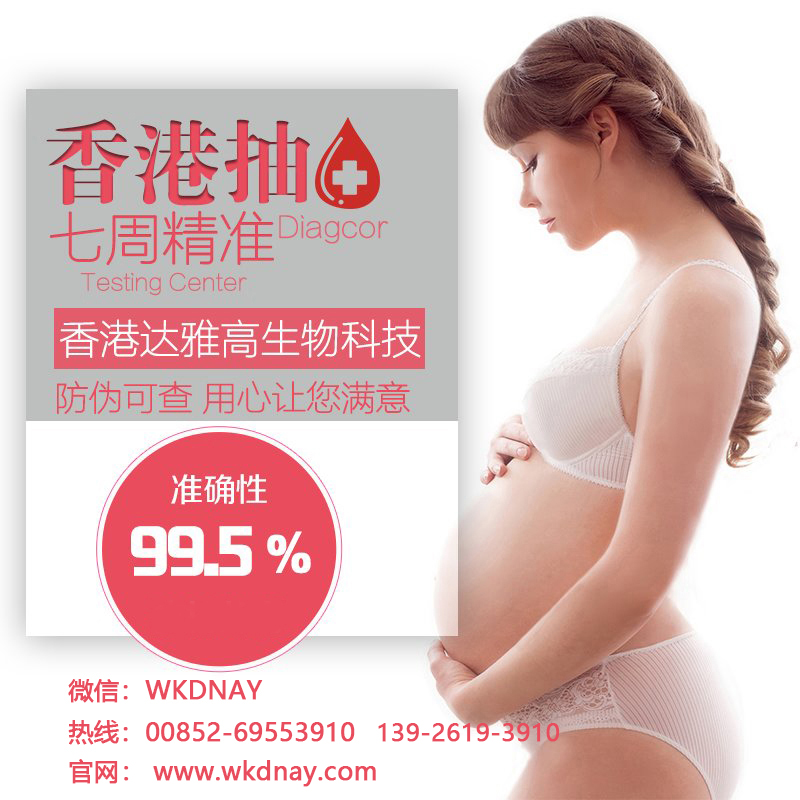 香港抽
七周精准 Diagcor
Testing Center
香港达雅高生物科技
防伪可查 用心让您满意
准确性
99.5 %
微信：WKDNAY
热线：00852-69553910 139-2619-3910
官网： www.wkdnay.com